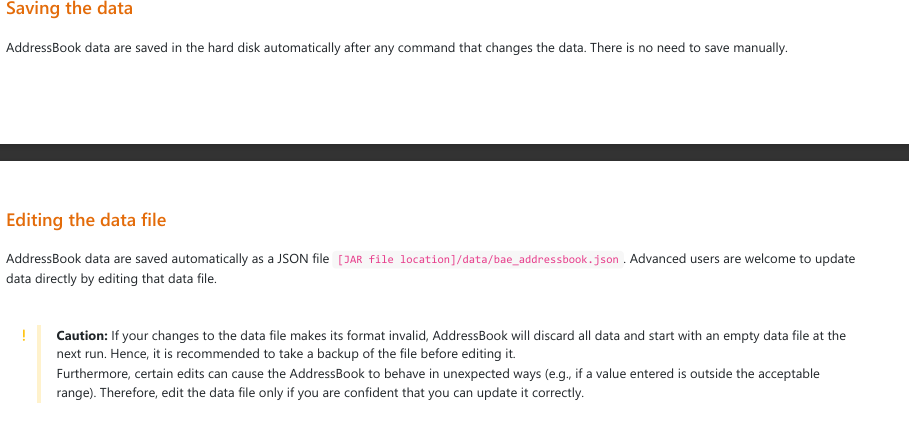 Saving the data
AddressBook data are saved in the hard disk automatically after any command that changes the data. There is no need to save manually.
Editing the data file
AddressBook data are saved automatically as a JSON file [JAR file location]/data/bae_addressbook.json . Advanced users are welcome to update
data directly by editing that data file.
! Caution: If your changes to the data file makes its format invalid, AddressBook will discard all data and start with an empty data file at the
next run. Hence, it is recommended to take a backup of the file before editing it.
Furthermore, certain edits can cause the AddressBook to behave in unexpected ways (e.g., if a value entered is outside the acceptable
range). Therefore, edit the data file only if you are confident that you can update it correctly.